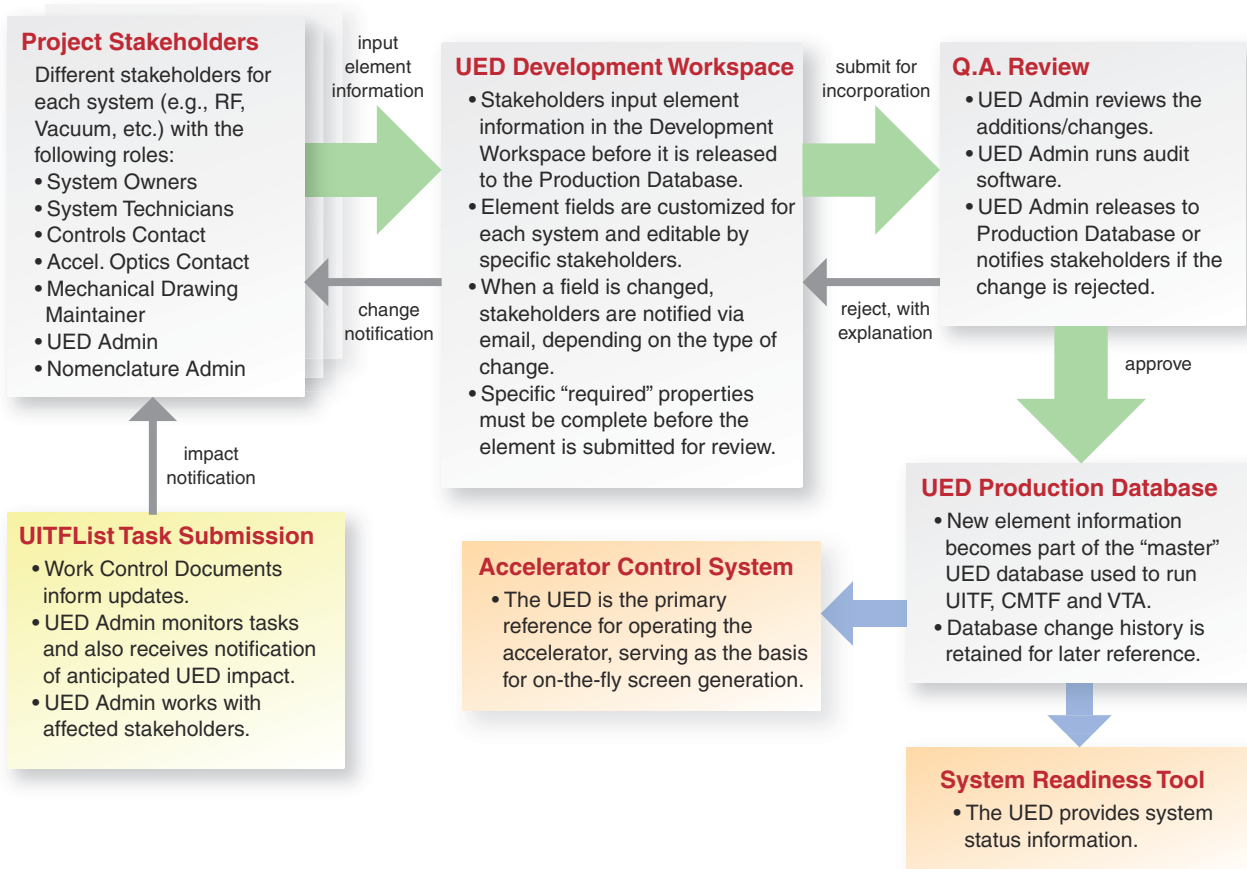 Project Stakeholders
Different stakeholders for
each system (e.g., RF,
Vacuum, etc.) with the
following roles:
• System Owners
• System Technicians
• Controls Contact
• Accel. Optics Contact
• Mechanical Drawing
Maintainer
• UED Admin
• Nomenclature Admin
input
element
information
change
notification
impact
notification
UITFList Task Submission
• Work Control Documents
inform updates.
• UED Admin monitors tasks
and also receives notification
of anticipated UED impact.
• UED Admin works with
affected stakeholders.
UED Development Workspace
• Stakeholders input element
information in the Development
Workspace before it is released
to the Production Database.
• Element fields are customized for
each system and editable by
specific stakeholders.
• When a field is changed,
stakeholders are notified via
email, depending on the type of
change.
• Specific “required” properties
must be complete before the
element is submitted for review.
submit for
incorporation
reject, with
explanation
Q.A. Review
• UED Admin reviews the
additions/changes.
• UED Admin runs audit
software.
• UED Admin releases to
Production Database or
notifies stakeholders if the
change is rejected.
approve
UED Production Database
• New element information
becomes part of the “master”
UED database used to run
UITF, CMTF and VTA.
• Database change history is
retained for later reference.
Accelerator Control System
• The UED is the primary
reference for operating the
accelerator, serving as the basis
for on-the-fly screen generation.
System Readiness Tool
• The UED provides system
status information.